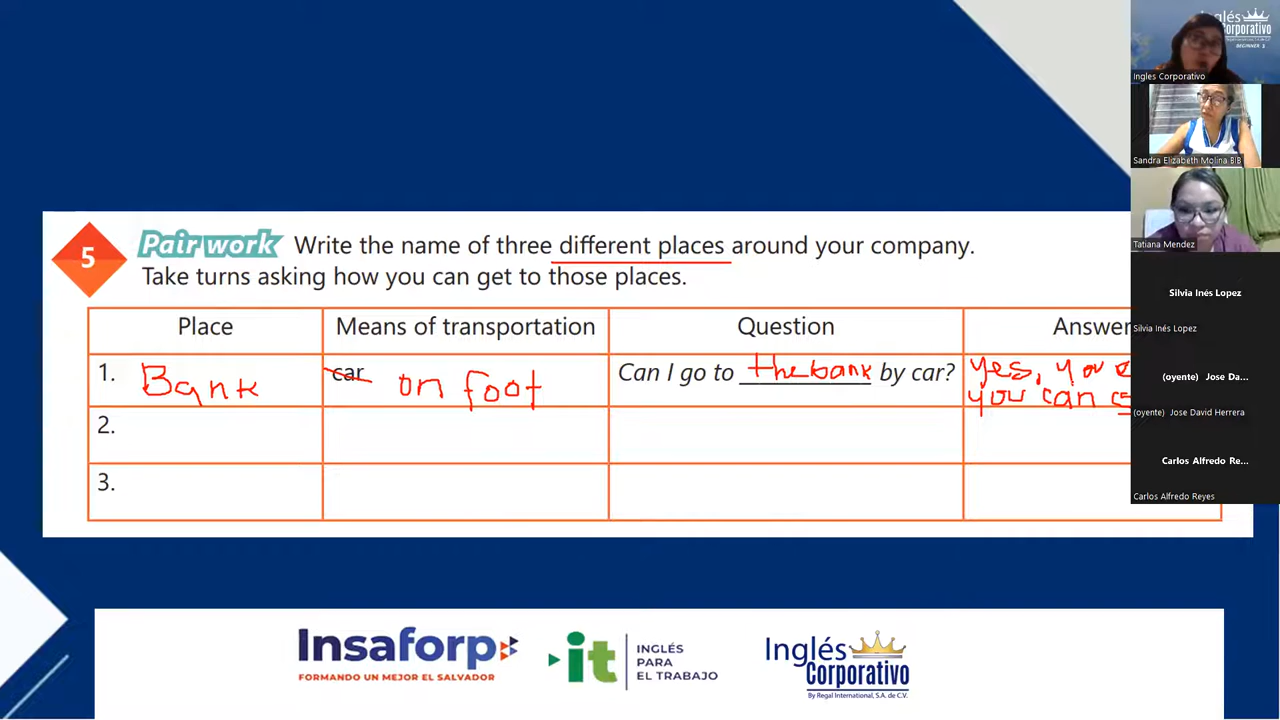 Inglés
Corporativo
BEGINNER 3
Ingles Corporativo
Sandra Elizabeth Molina BIB
Tatiana Mendez
Silvia Inés Lopez
Silvia Inés Lopez
(oyente) Jose Da...
(oyente) Jose David Herrera
Carlos Alfredo Re...
Carlos Alfredo Reyes
5 Pair work Write the name of three different places around your company.
Take turns asking how you can get to those places.
Place Means of transportation Question Answer
1. Bank car on foot Can I go to the bank by car? yes, you
you can
2.
3.
Insaforp
FORMANDO UN MEJOR EL SALVADOR
it INGLÉS
PARA
EL TRABAJO
Inglés
Corporativo
By Regal International, S.A. de C.V.